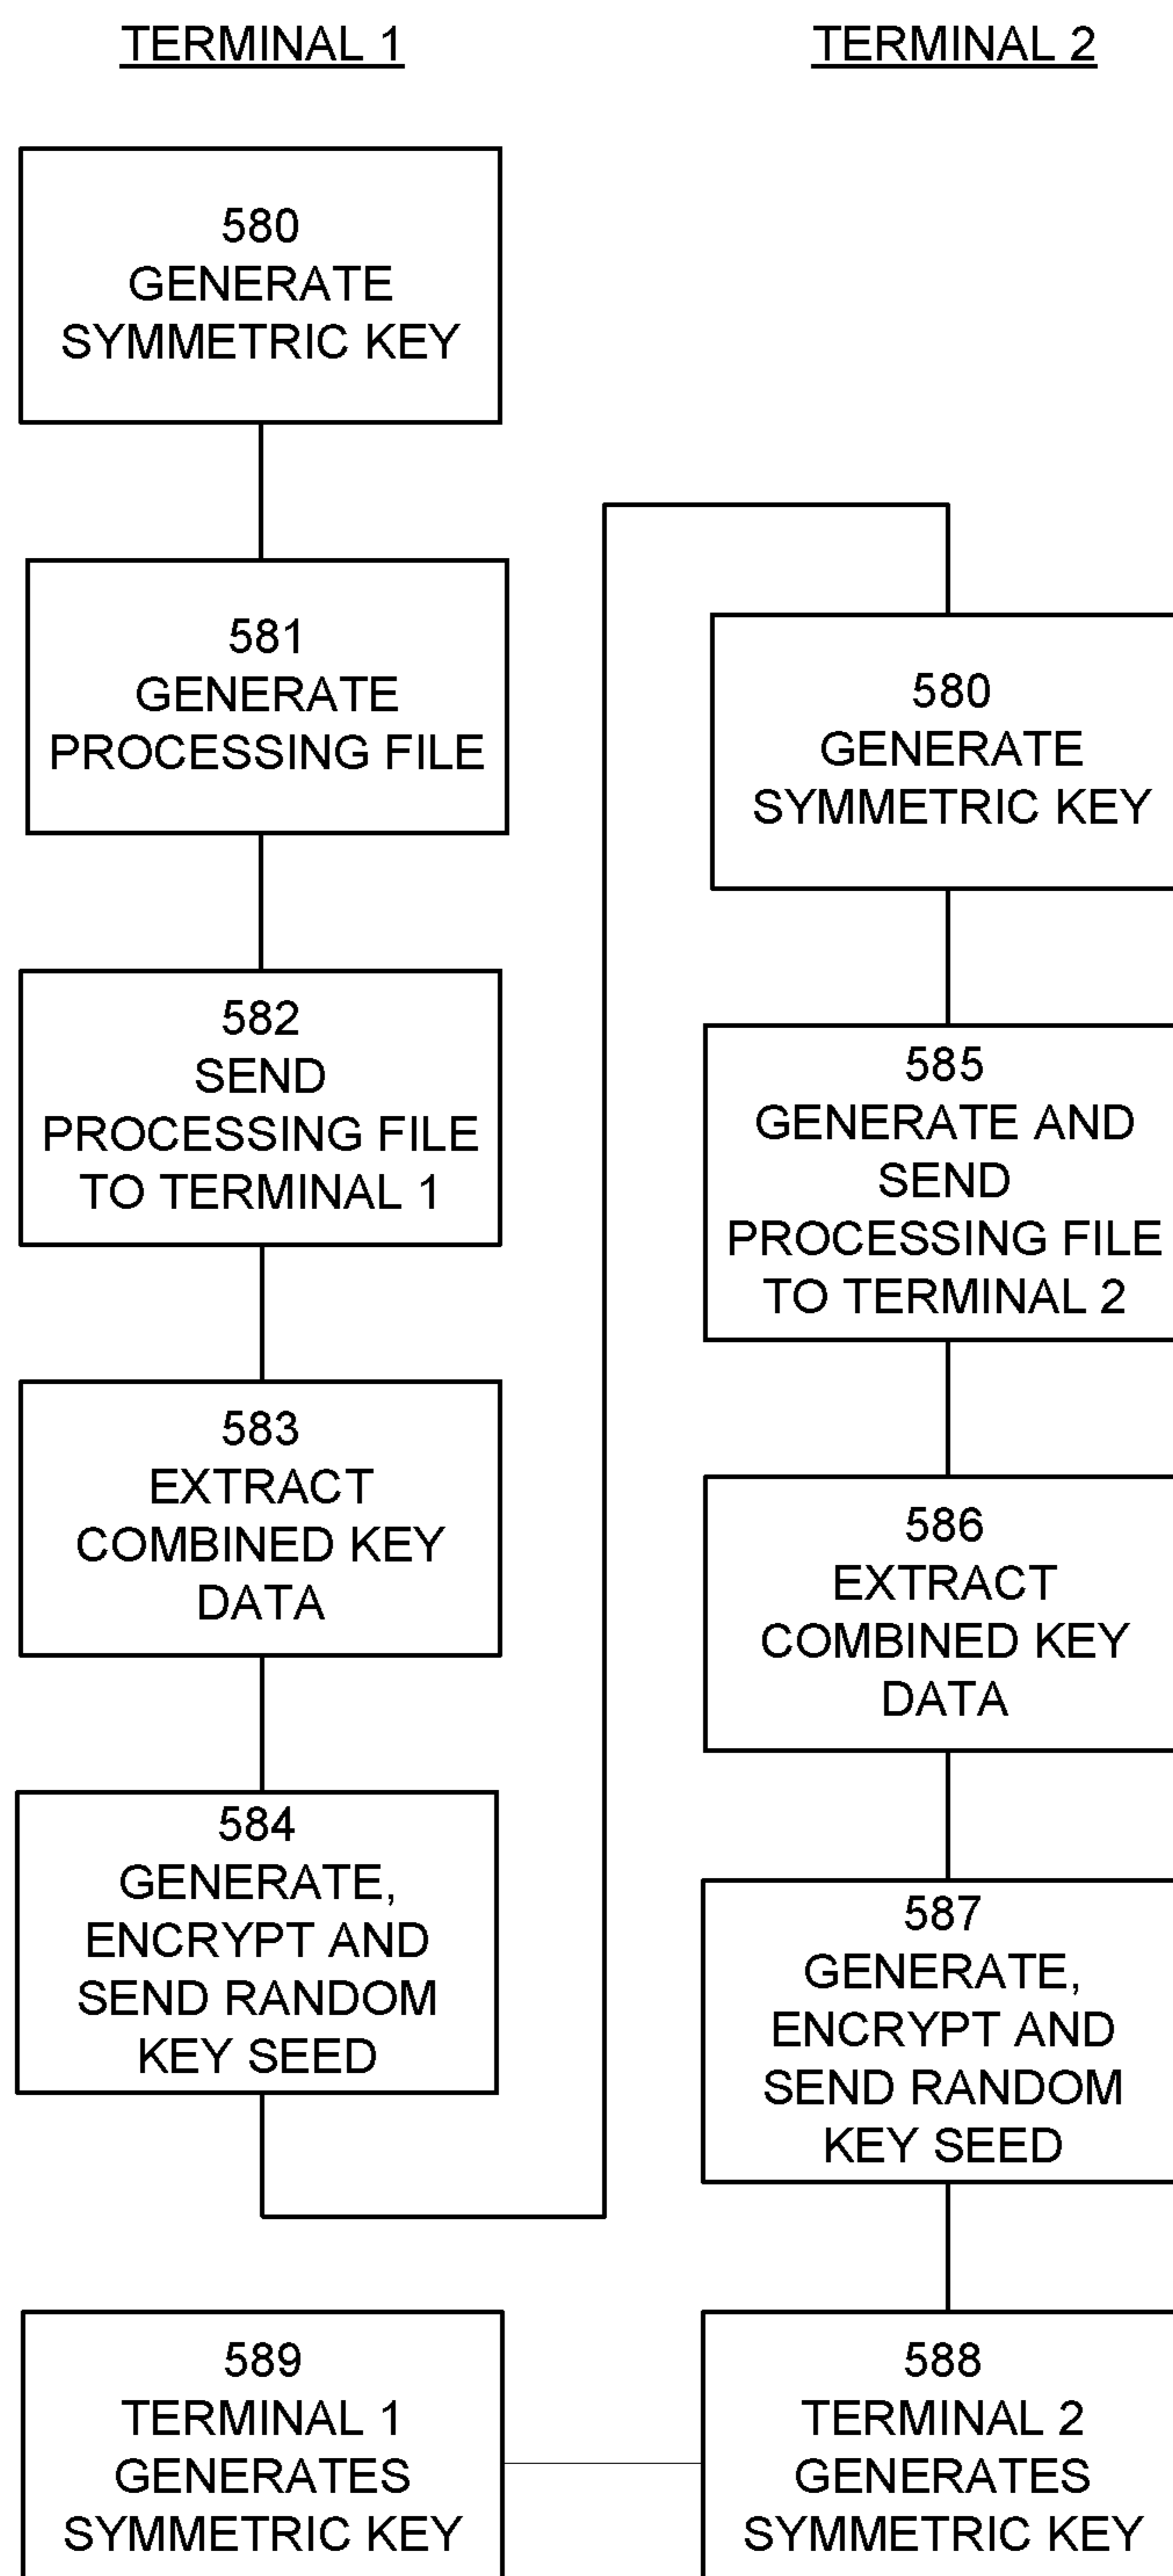 TERMINAL 1
TERMINAL 2
580
GENERATE
SYMMETRIC KEY
581
GENERATE
PROCESSING FILE
582
SEND
PROCESSING FILE
TO TERMINAL 1
583
EXTRACT
COMBINED KEY
DATA
584
GENERATE,
ENCRYPT AND
SEND RANDOM
KEY SEED
580
GENERATE
SYMMETRIC KEY
585
GENERATE AND
SEND
PROCESSING FILE
TO TERMINAL 2
586
EXTRACT
COMBINED KEY
DATA
587
GENERATE,
ENCRYPT AND
SEND RANDOM
KEY SEED
588
TERMINAL 2
GENERATES
SYMMETRIC KEY
589
TERMINAL 1
GENERATES
SYMMETRIC KEY